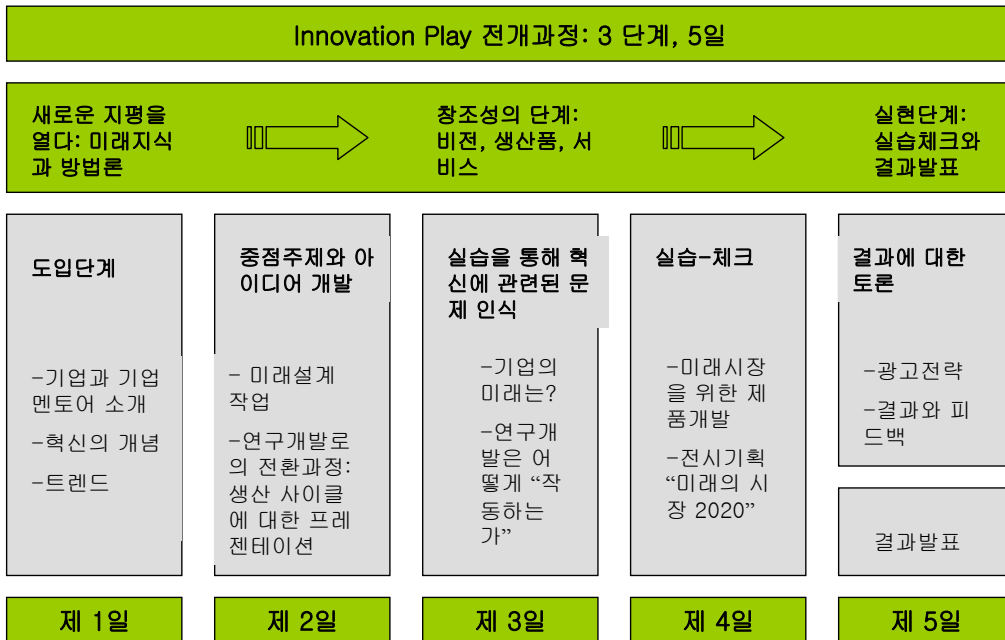 Innovation Play 전개과정: 3 단계, 5일
새로운 지평을
열다: 미래지식
과 방법론
창조성의 단계:
비전, 생산품, 서
비스
실현단계:
실습체크와
결과발표
도입단계
-기업과 기업
멘토어 소개
-혁신의 개념
-트렌드
중점주제와 아
이디어 개발
- 미래설계
작업
-연구개발로
의 전환과정:
생산 사이클
에 대한 프레
젠테이션
실습을 통해 혁
신에 관련된 문
제 인식
-기업의
미래는?
-연구개
발은 어
떻게 “작
동하는
가”
실습-체크
-미래시장
을 위한 제
품개발
-전시기획
“미래의 시
장 2020”
결과에 대한
토론
-광고전략
-결과와 피
드백
결과발표
제 1일
제 2일
제 3일
제 4일
제 5일